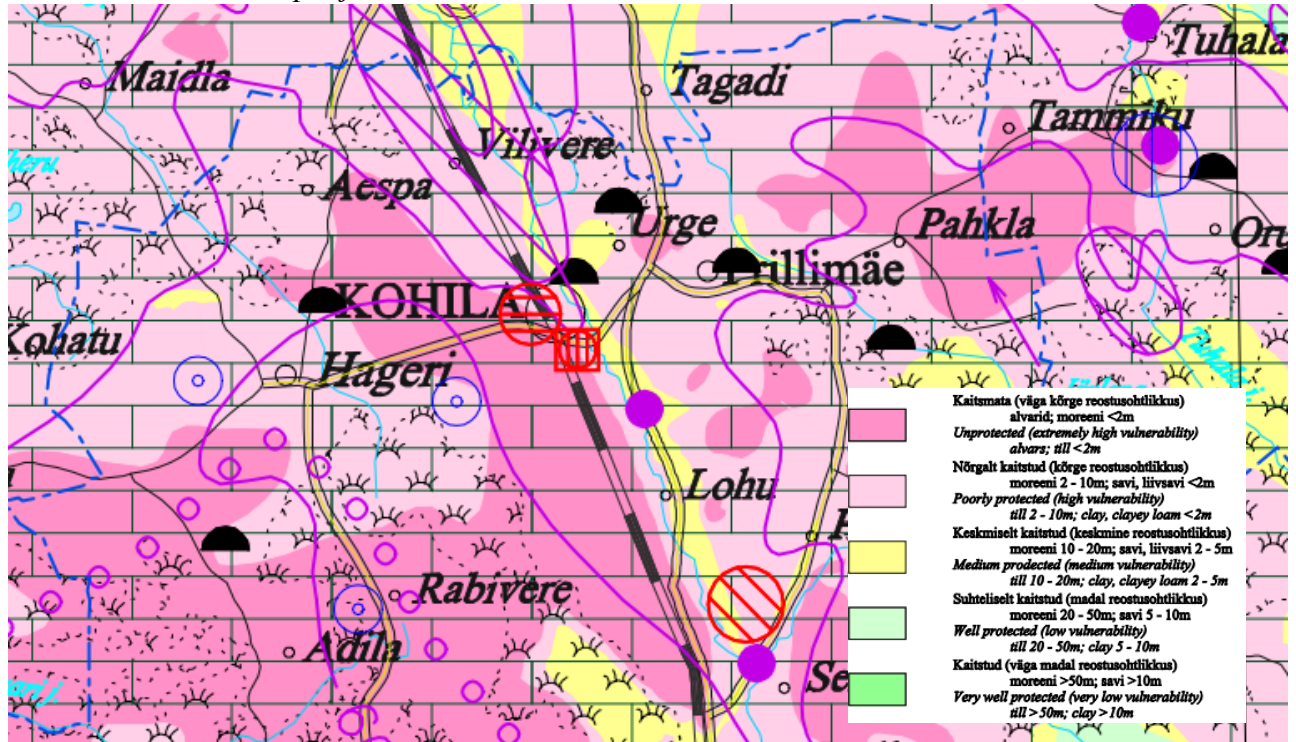 Tuhala
Maidla
Tagadi
Tammiku
Vilivere
Aespa
Urge
Pahkla
Oru
Prillimäe
KOHILA
Kohatu
Hageri
Lohu
Rabivere
Adila
Kaitsmata (väga kõrge reostusohtlikkus)
alvarid; moreeni <2m
Unprotected (extremely high vulnerability)
alvars; till <2m
Nõrgalt kaitstud (kõrge reostusohtlikkus)
moreeni 2 - 10m; savi, liivsavi <2m
Poorly protected (high vulnerability)
till 2 - 10m; clay, clayey loam <2m
Keskmiselt kaitstud (keskmine reostusohtlikkus)
moreeni 10 - 20m; savi, liivsavi 2 - 5m
Medium prodected (medium vulnerability)
till 10 - 20m; clay, clayey loam 2 - 5m
Suhteliselt kaitstud (madal reostusohtlikkus)
moreeni 20 - 50m; savi 5 - 10m
Well protected (low vulnerability)
till 20 - 50m; clay 5 - 10m
Kaitstud (väga madal reostusohtlikkus)
moreeni >50m; savi >10m
Very well protected (very low vulnerability)
till > 50m; clay > 10m
Se